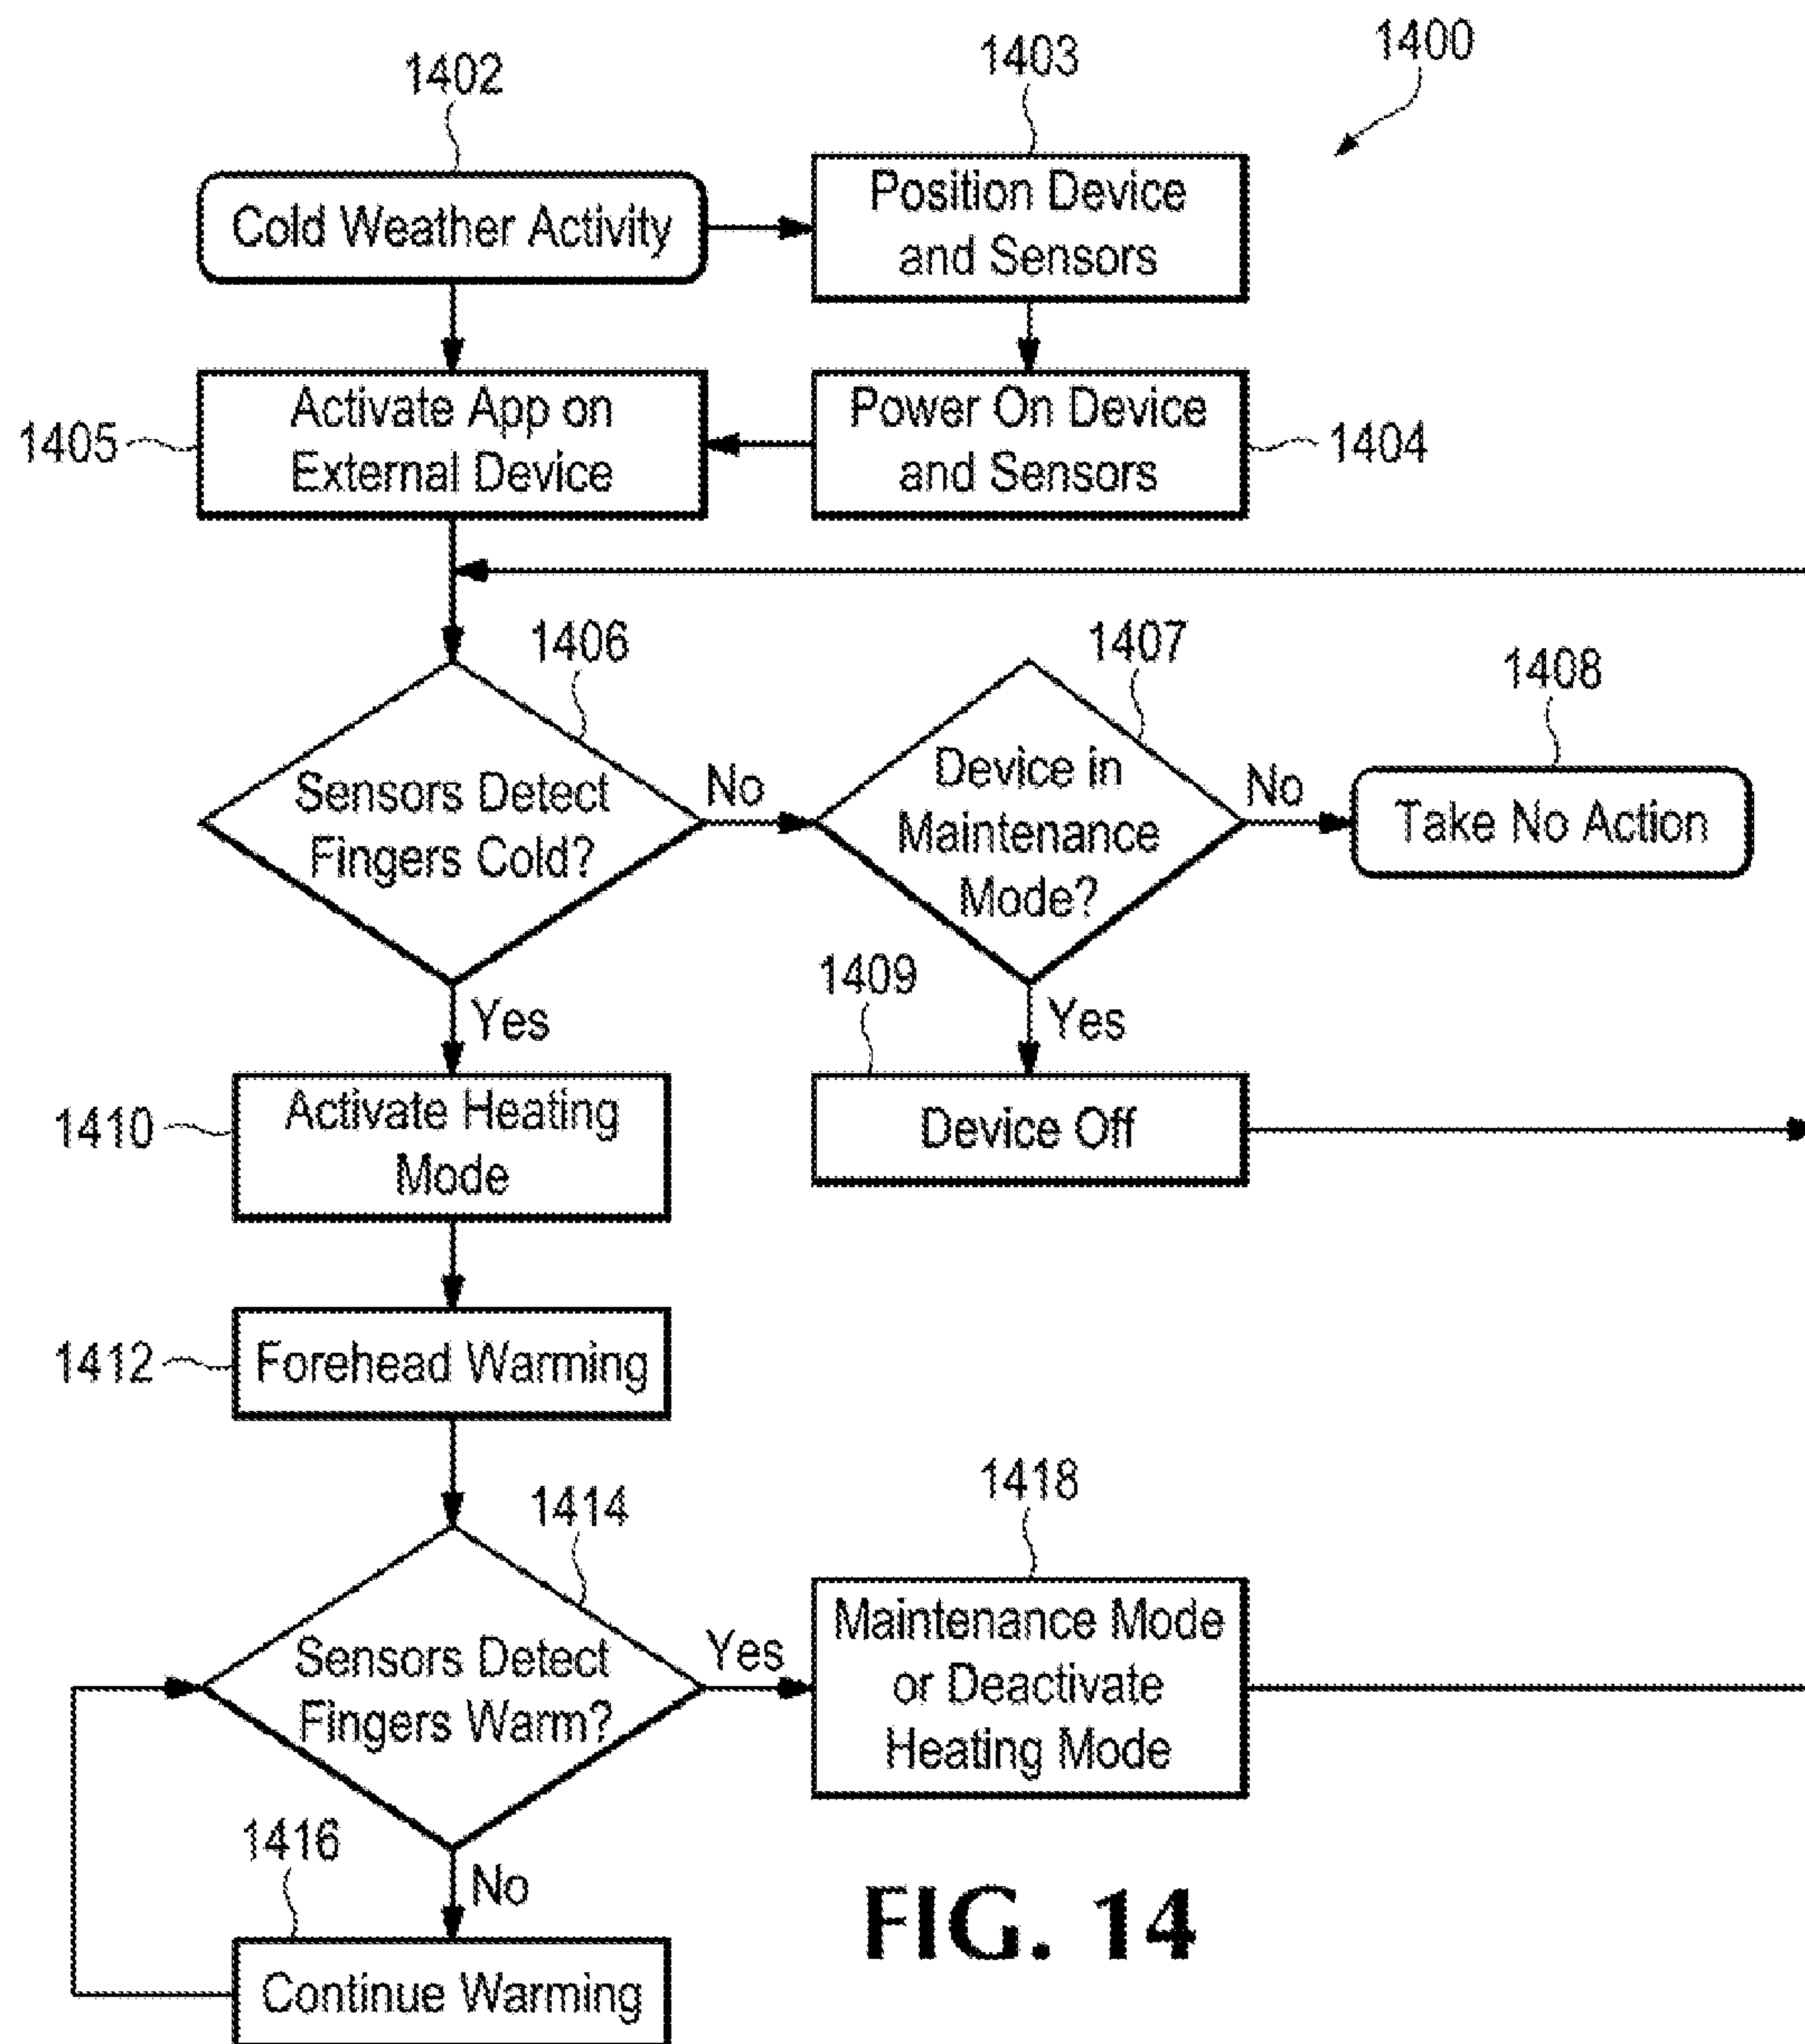 1400
1402
1403
Cold Weather Activity
Position Device
and Sensors
1405
Activate App on
External Device
Power On Device
and Sensors
1404
1406
1407
1408
Sensors Detect
Fingers Cold?
No
Device in
Maintenance
Mode?
No
Take No Action
Yes
1409
Yes
1410
Activate Heating
Mode
Device Off
1412
Forehead Warming
1414
1418
Sensors Detect
Fingers Warm?
Yes
Maintenance Mode
or Deactivate
Heating Mode
1416
No
Continue Warming
FIG. 14